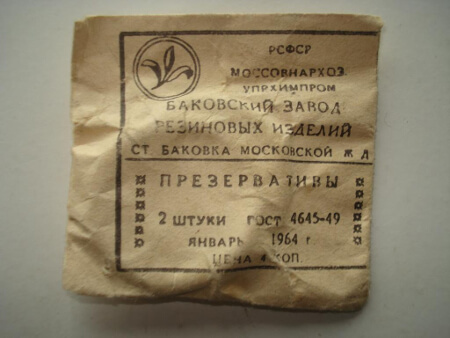 РСФСР
МОССОВНАРХОЗ
УПРХИМПРОМ
БАКОВСКИЙ ЗАВОД
РЕЗИНОВЫХ ИЗДЕЛИЙ
СТ. БАКОВКА МОСКОВСКОЙ Ж Д
ПРЕЗЕРВАТИВЫ
2 ШТУКИ ГОСТ 4645-49
ЯНВАРЬ 1964 г
ЦЕНА 4 КОП.